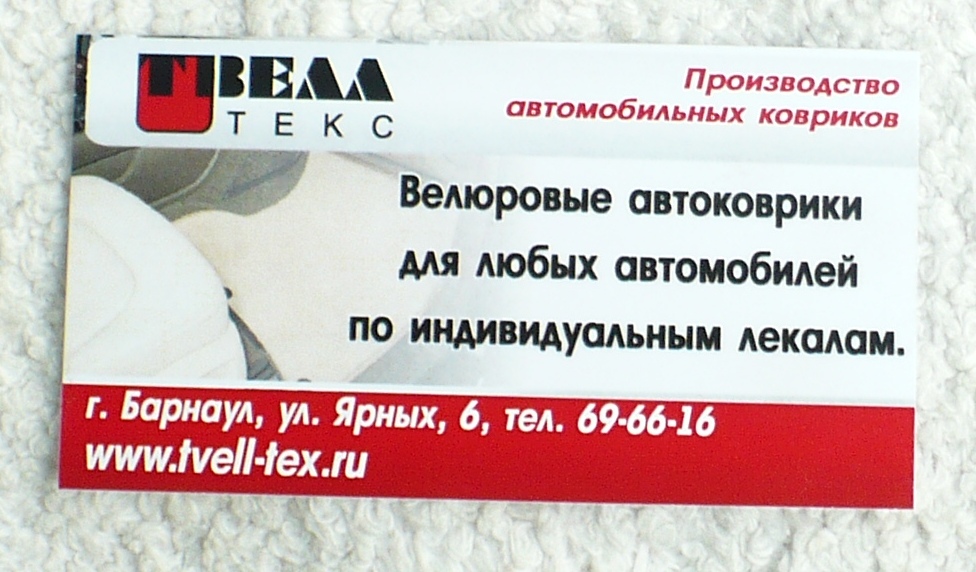 ТВЕЛЛ
ТЕКС
Производство
автомобильных ковриков
Велюровые автоковрики
для любых автомобилей
по индивидуальным лекалам.
г. Барнаул, ул. Ярных, 6, тел. 69-66-16
www.tvell-tex.ru